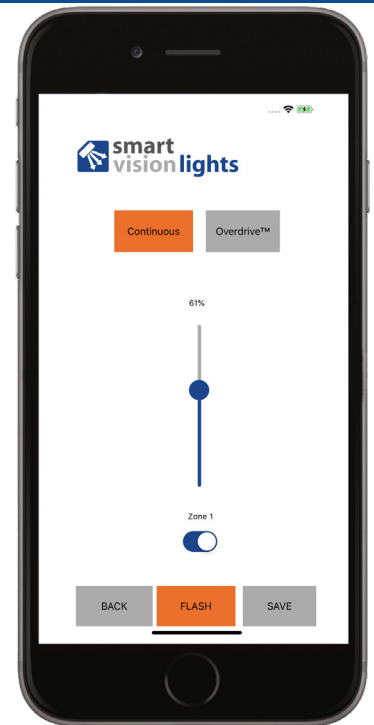 smart
vision lights
Continuous Overdrive™
61%
Zone 1
BACK FLASH SAVE